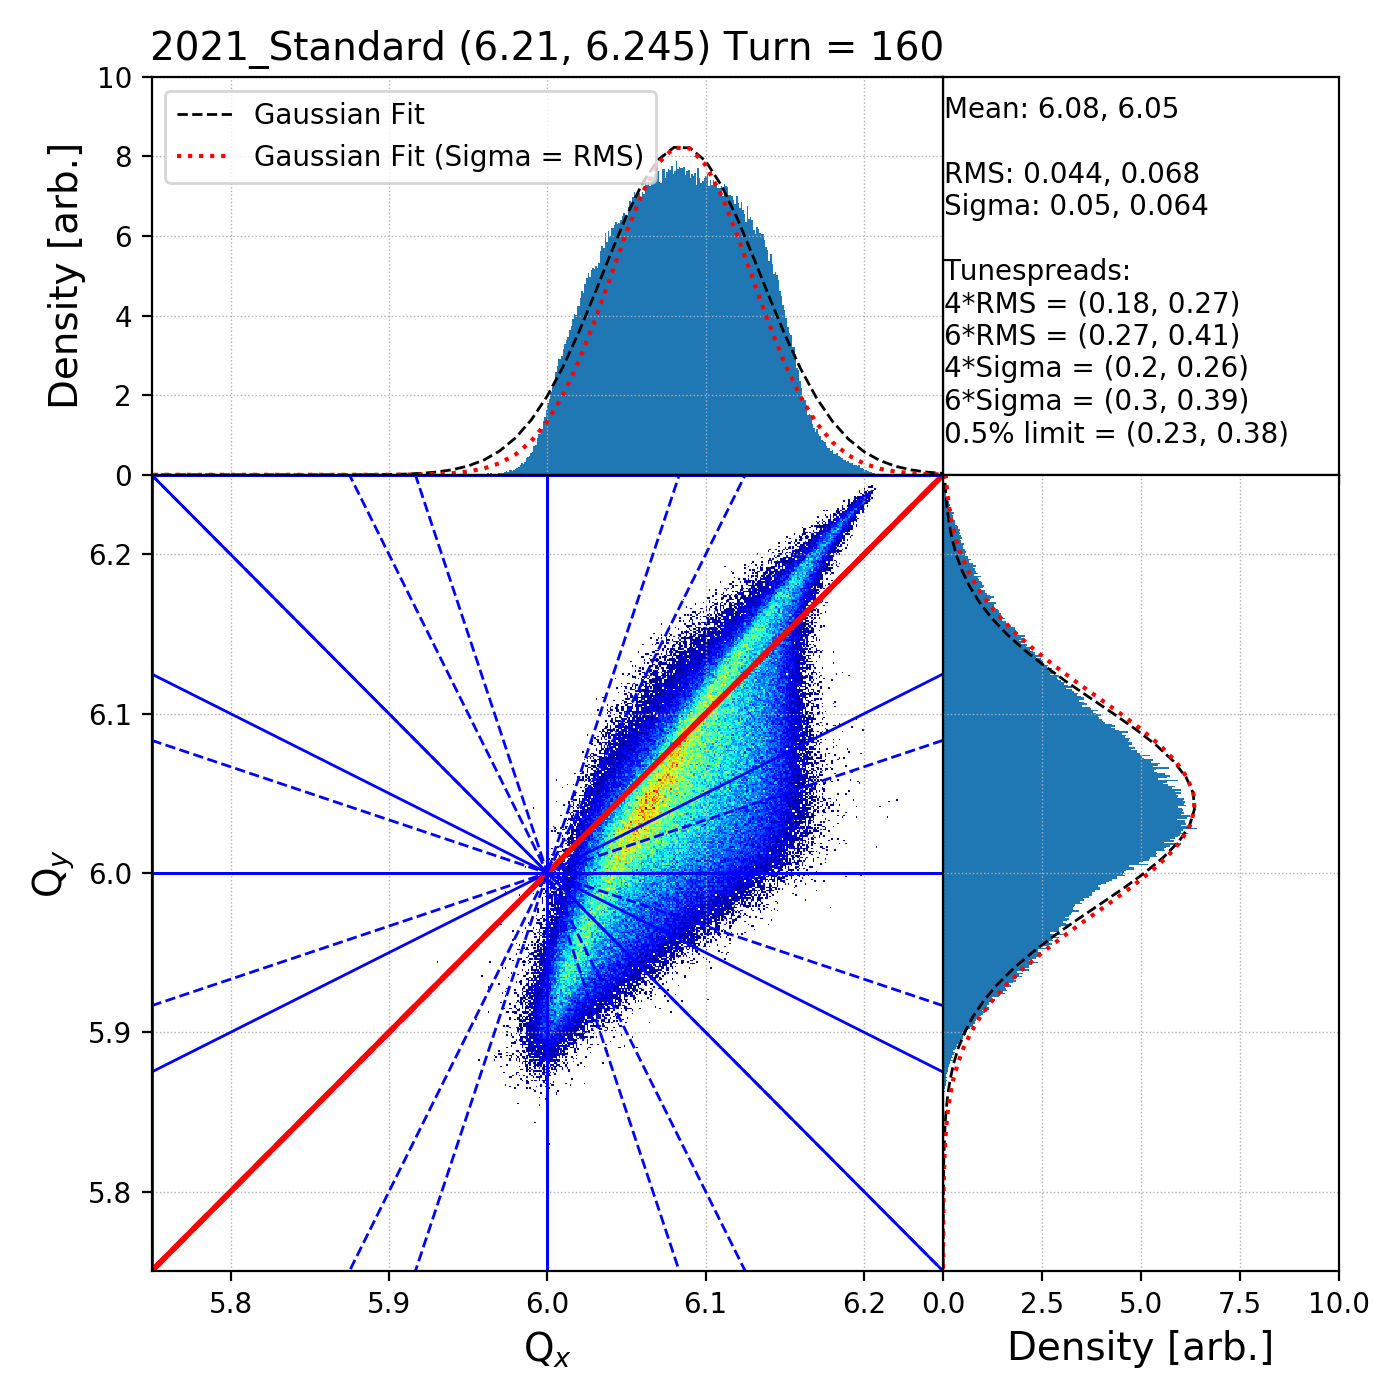 2021_Standard (6.21, 6.245) Turn = 160
Density [arb.]
10
8
6
4
2
0
Gaussian Fit
Gaussian Fit (Sigma = RMS)
Mean: 6.08, 6.05
RMS: 0.044, 0.068
Sigma: 0.05, 0.064
Tunespreads:
4*RMS = (0.18, 0.27)
6*RMS = (0.27, 0.41)
4*Sigma = (0.2, 0.26)
6*Sigma = (0.3, 0.39)
0.5% limit = (0.23, 0.38)
Qy
6.2
6.1
6.0
5.9
5.8
5.8 5.9 6.0 6.1 6.2
Qx
0.0 2.5 5.0 7.5 10.0
Density [arb.]